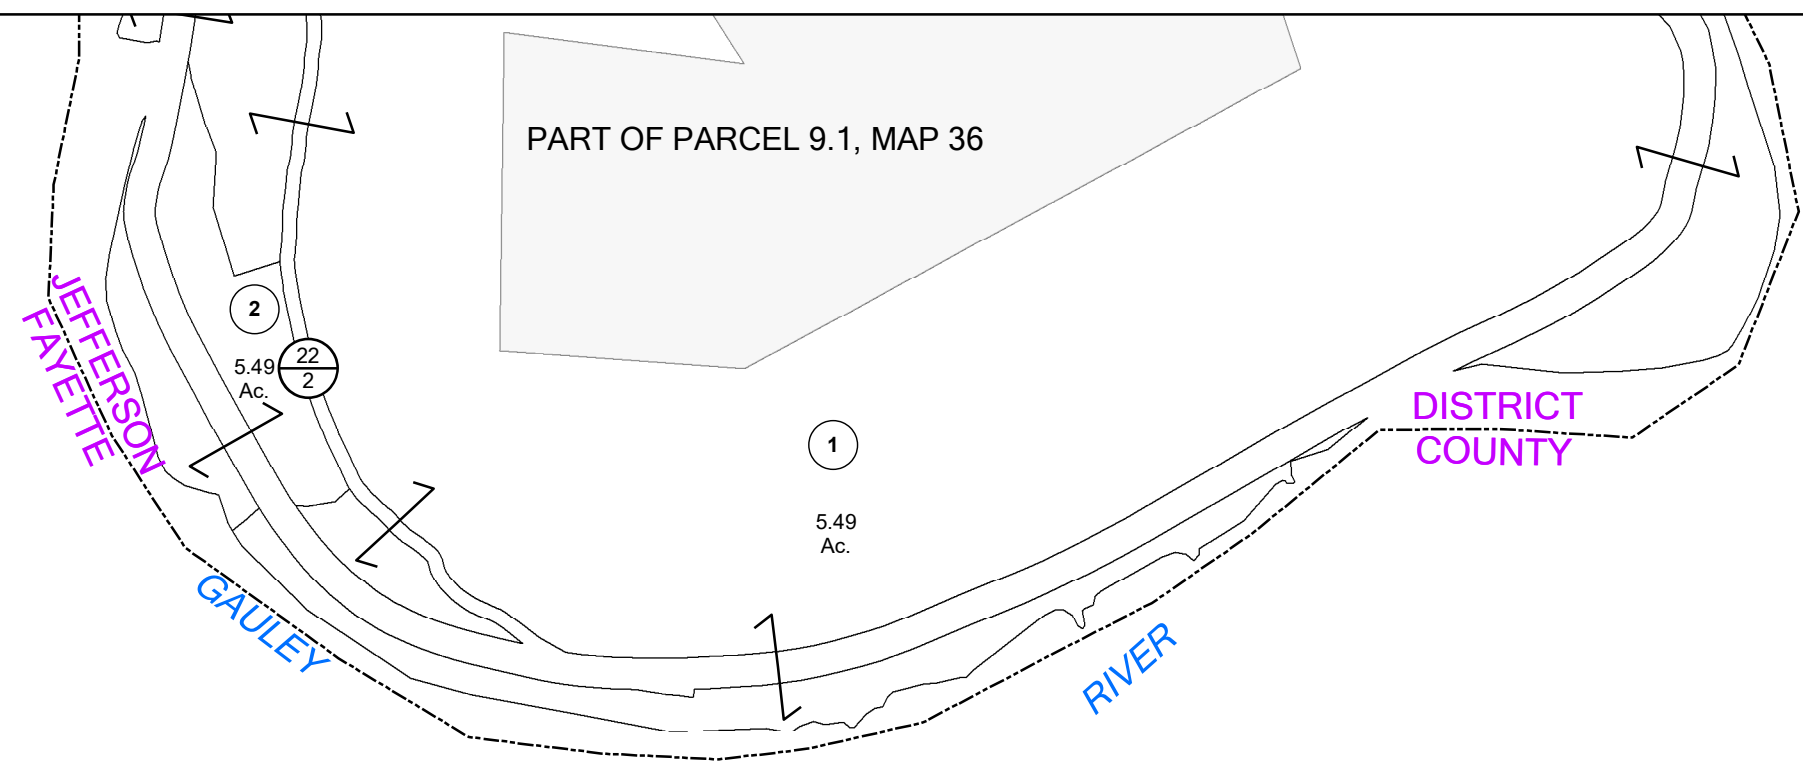 PART OF PARCEL 9.1, MAP 36
2
5.49
Ac.
22
2
JEFFERSON
FAYETTE
1
5.49
Ac.
DISTRICT
COUNTY
GAULEY
RIVER